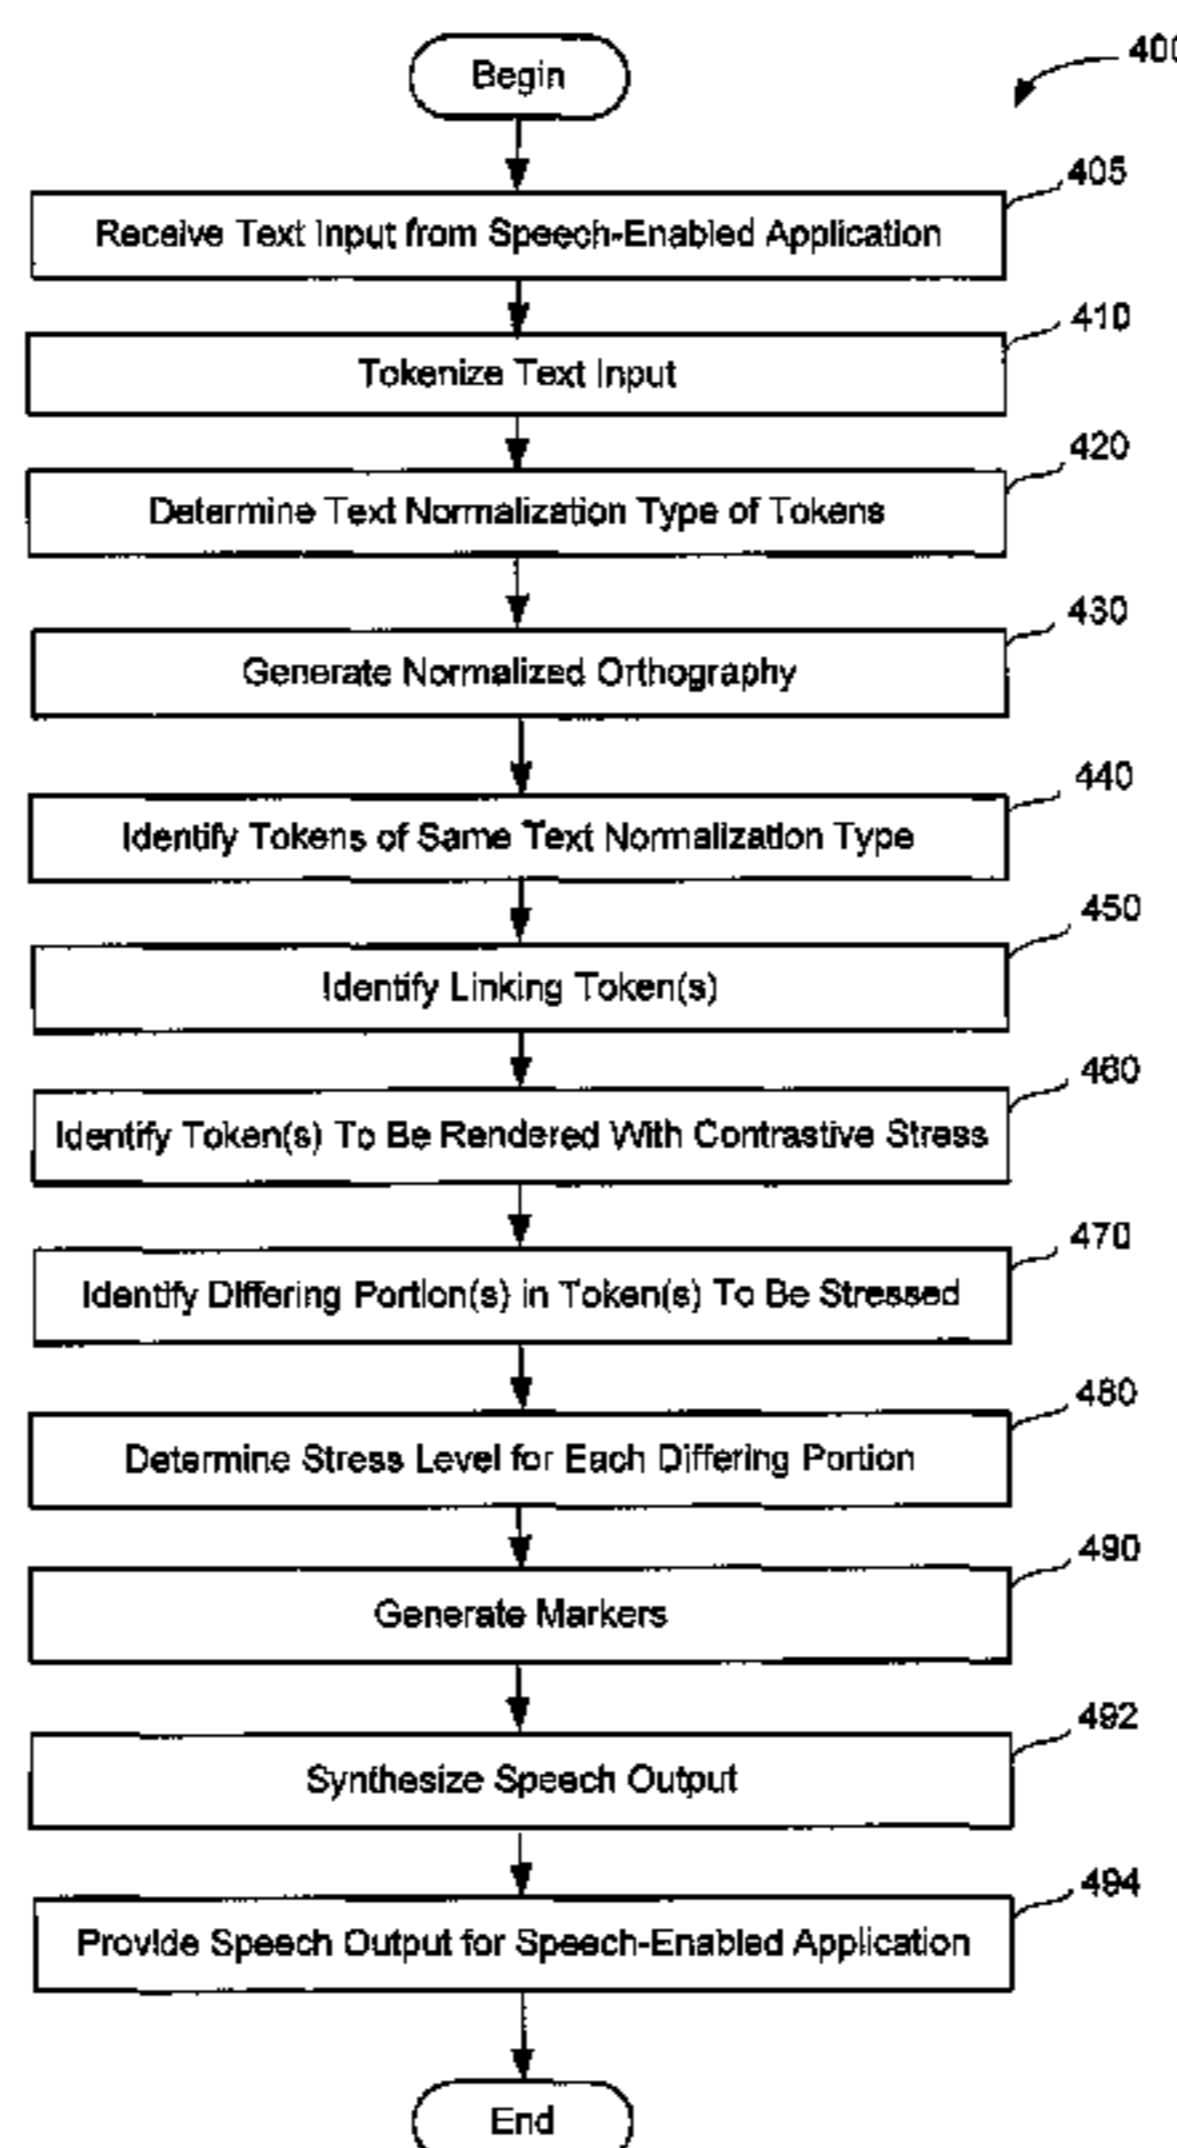 Begin
400
405
Receive Text Input from Speech-Enabled Application
410
Tokenize Text Input
420
Determine Text Normalization Type of Tokens
430
Generate Normalized Orthography
440
Identify Tokens of Same Text Normalization Type
450
Identify Linking Token(s)
460
Identify Token(s) To Be Rendered With Contrastive Stress
470
Identify Differing Portion(s) in Token(s) To Be Stressed
480
Determine Stress Level for Each Differing Portion
490
Generate Markers
492
Synthesize Speech Output
494
Provide Speech Output for Speech-Enabled Application
End